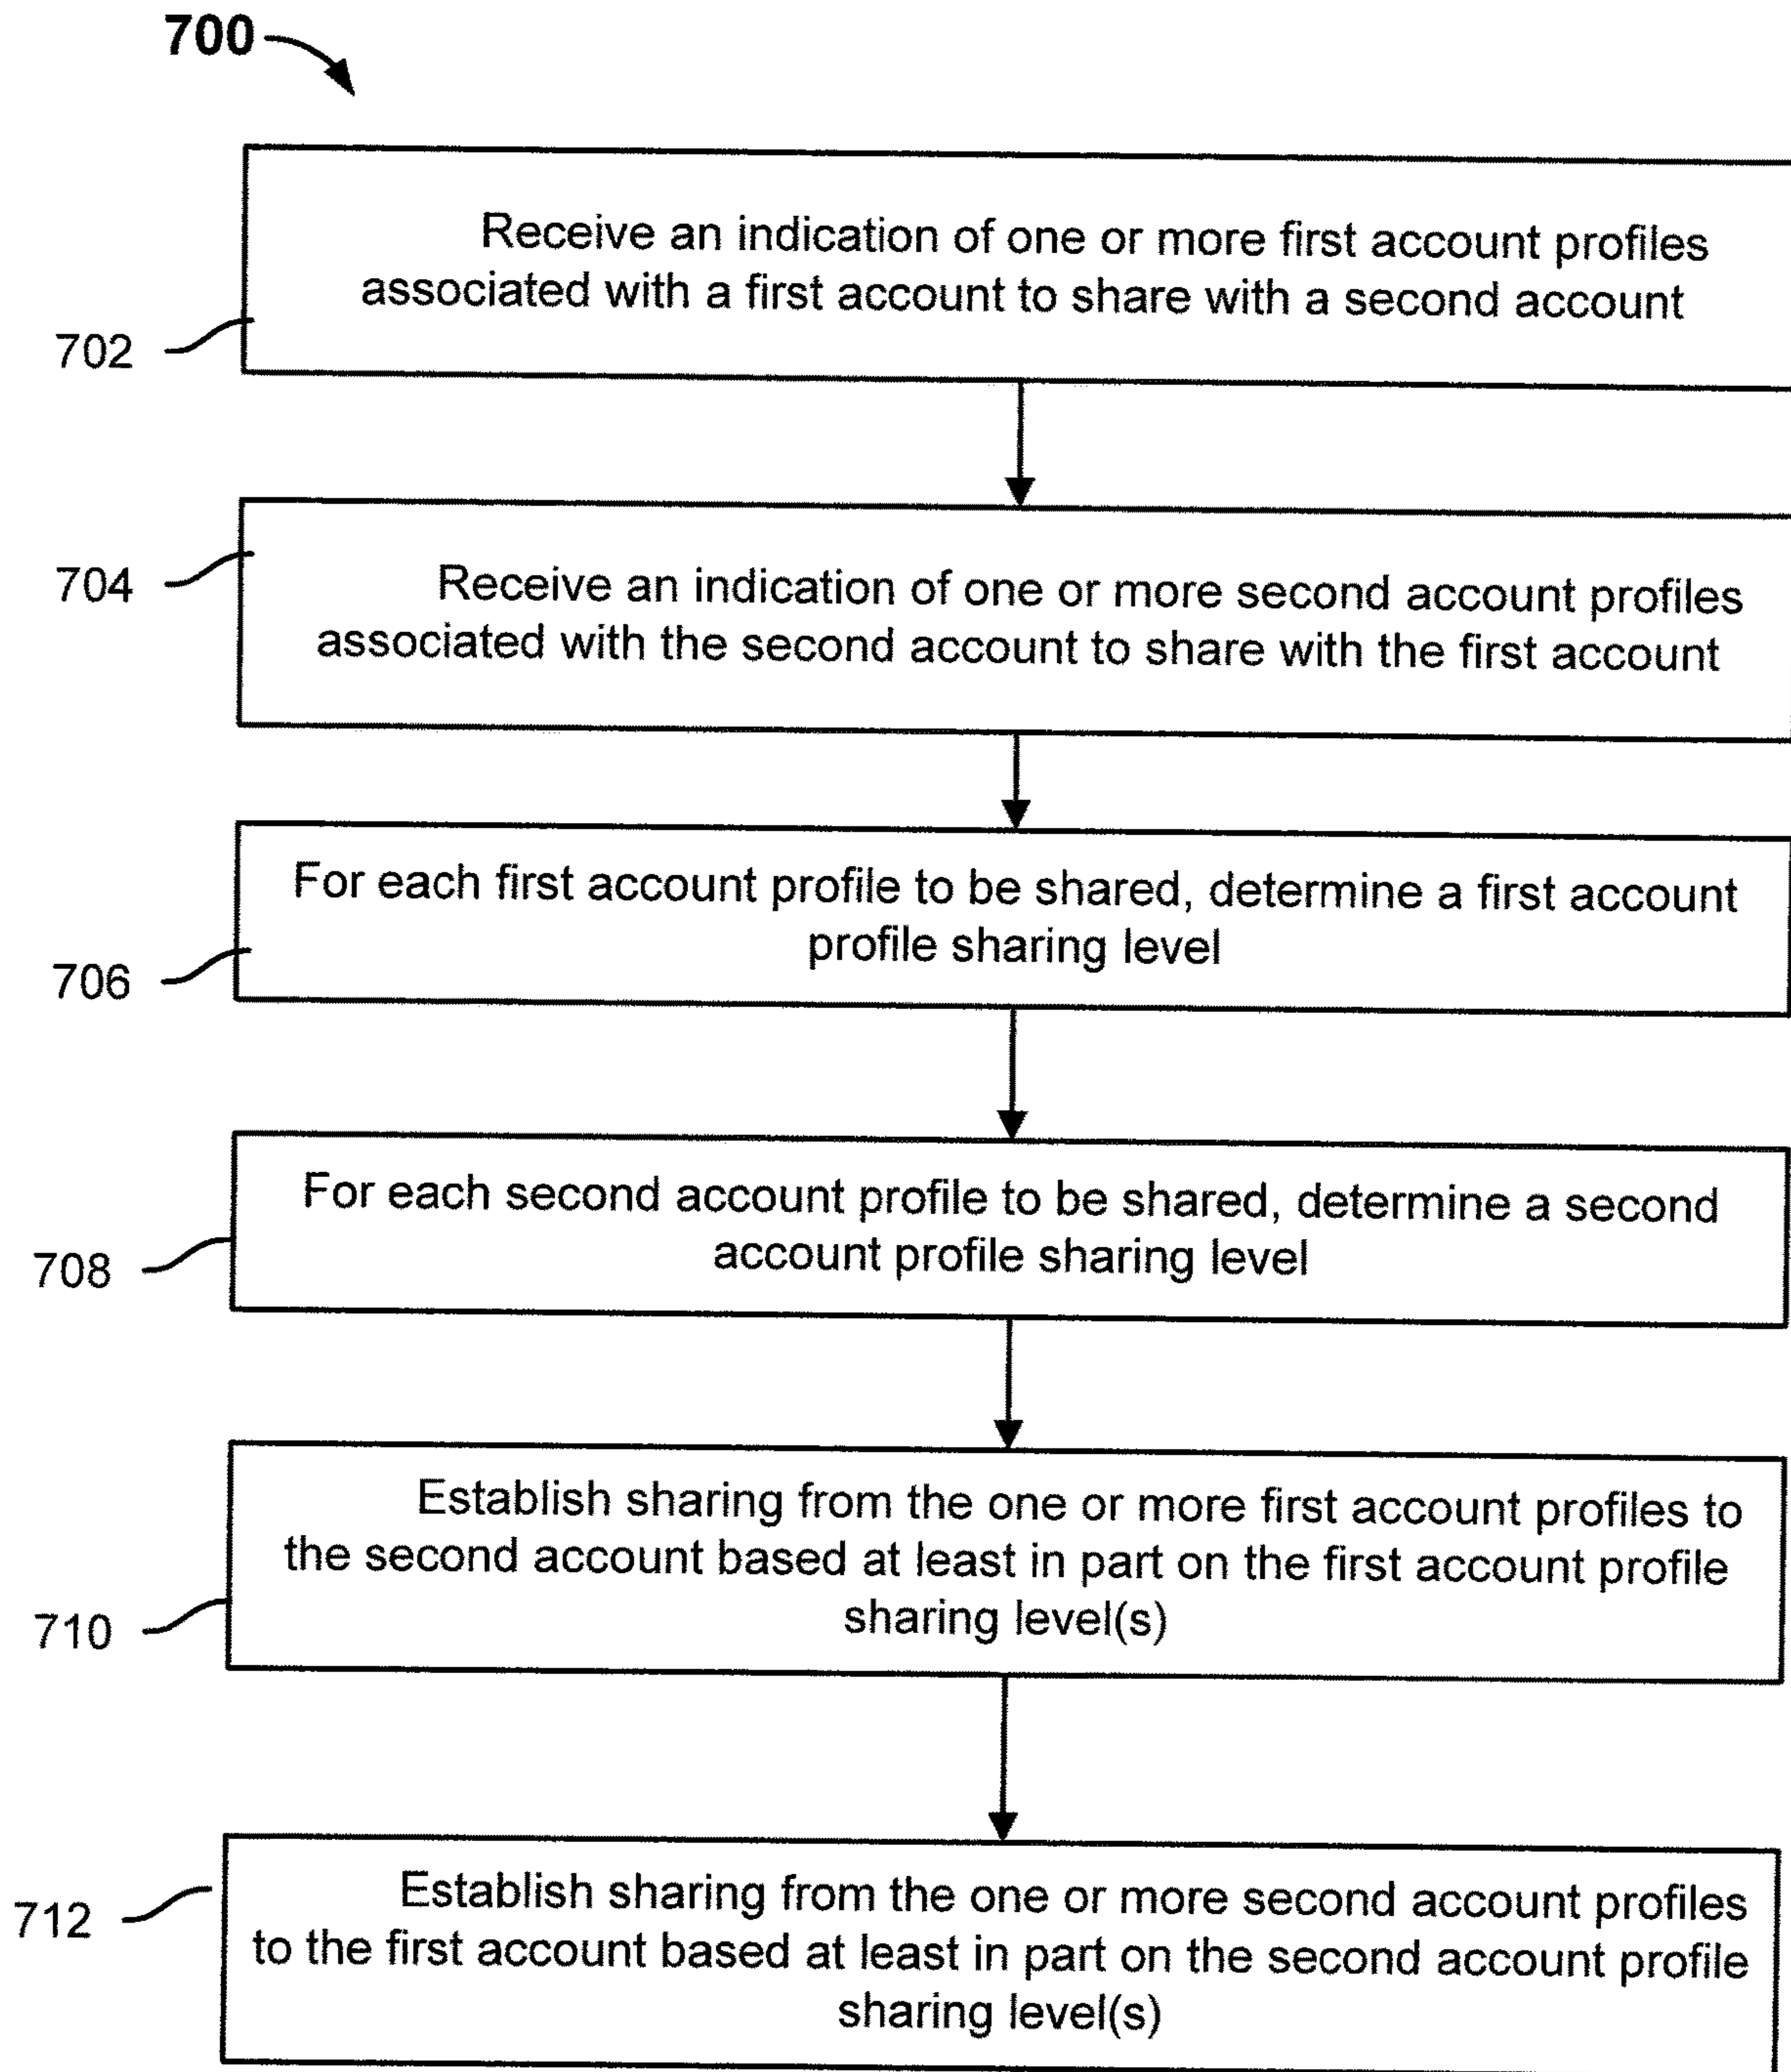 700
Receive an indication of one or more first account profiles
associated with a first account to share with a second account
702
704
Receive an indication of one or more second account profiles
associated with the second account to share with the first account
For each first account profile to be shared, determine a first account
profile sharing level
706
For each second account profile to be shared, determine a second
account profile sharing level
708
Establish sharing from the one or more first account profiles to
the second account based at least in part on the first account profile
sharing level(s)
710
Establish sharing from the one or more second account profiles
712
to the first account based at least in part on the second account profile
sharing level(s)